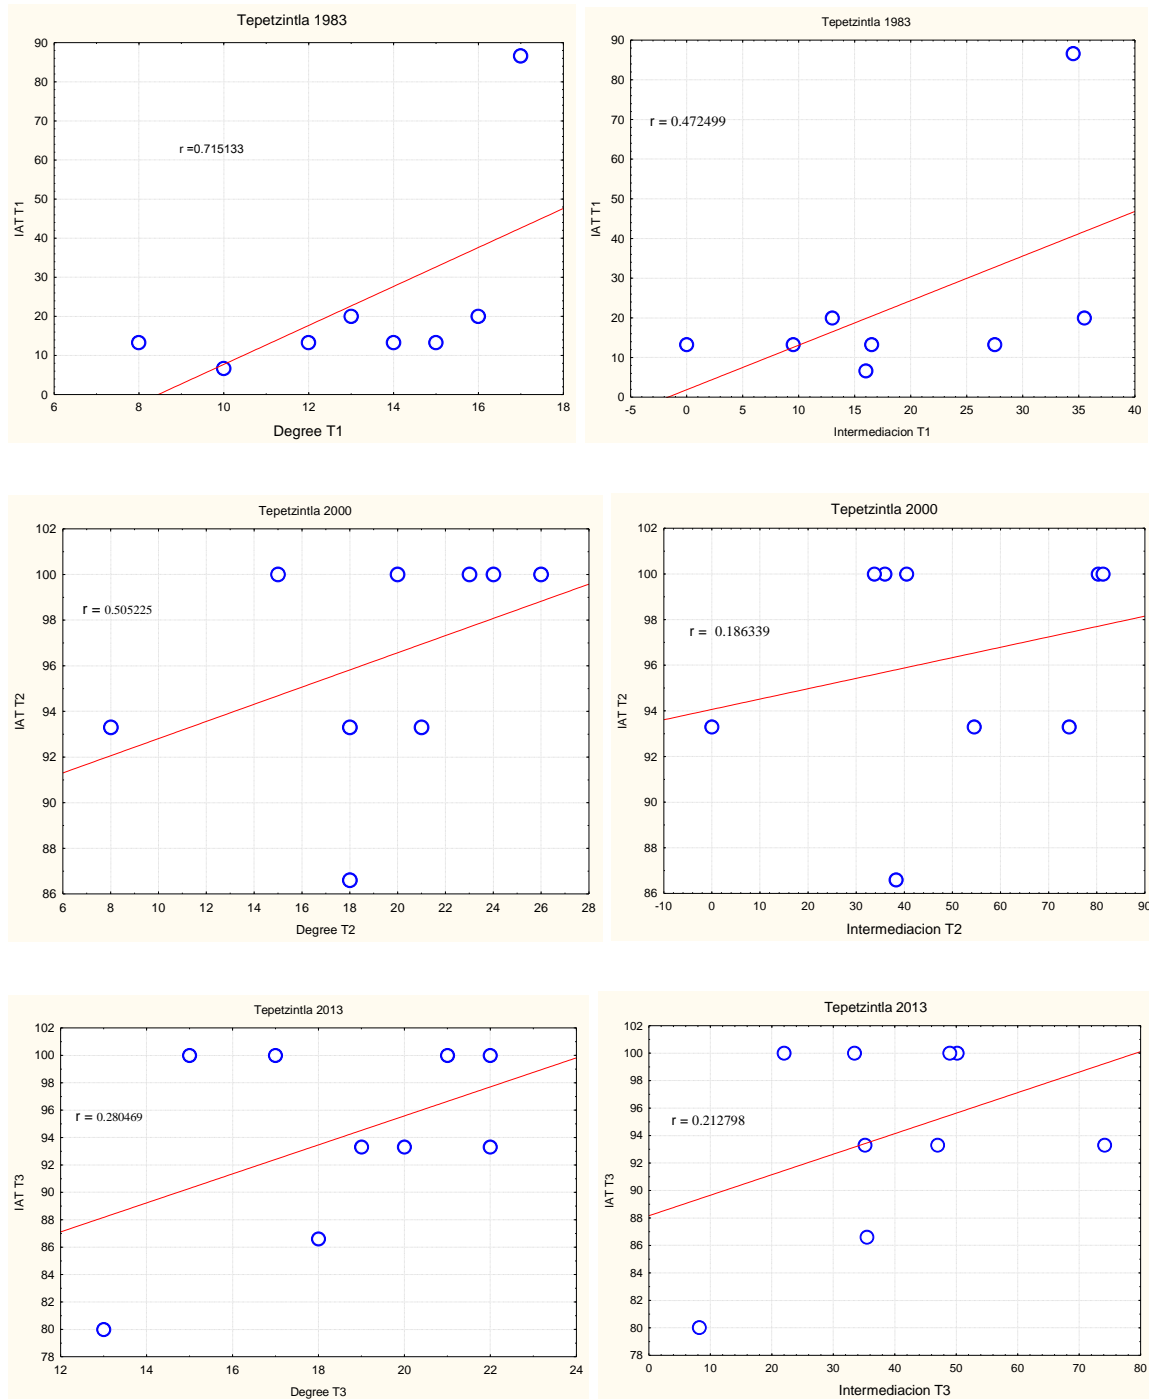 Tepetzintla 1983
90
80
70
60
50
40
30
20
10
0
IAT T1
r =0.715133
6 8 10 12 14 16 18
Degree T1
Tepetzintla 1983
90
80
70
60
50
40
30
20
10
0
IAT T1
r = 0.472499
-5 0 5 10 15 20 25 30 35 40
Intermediacion T1
Tepetzintla 2000
102
100
98
96
94
92
90
88
86
IAT T2
r = 0.505225
6 8 10 12 14 16 18 20 22 24 26 28
Degree T2
Tepetzintla 2000
102
100
98
96
94
92
90
88
86
IAT T2
r = 0.186339
-10 0 10 20 30 40 50 60 70 80 90
Intermediacion T2
Tepetzintla 2013
102
100
98
96
94
92
90
88
86
84
82
80
78
IAT T3
r = 0.280469
12 14 16 18 20 22 24
Degree T3
Tepetzintla 2013
102
100
98
96
94
92
90
88
86
84
82
80
78
IAT T3
r = 0.212798
0 10 20 30 40 50 60 70 80
Intermediacion T3